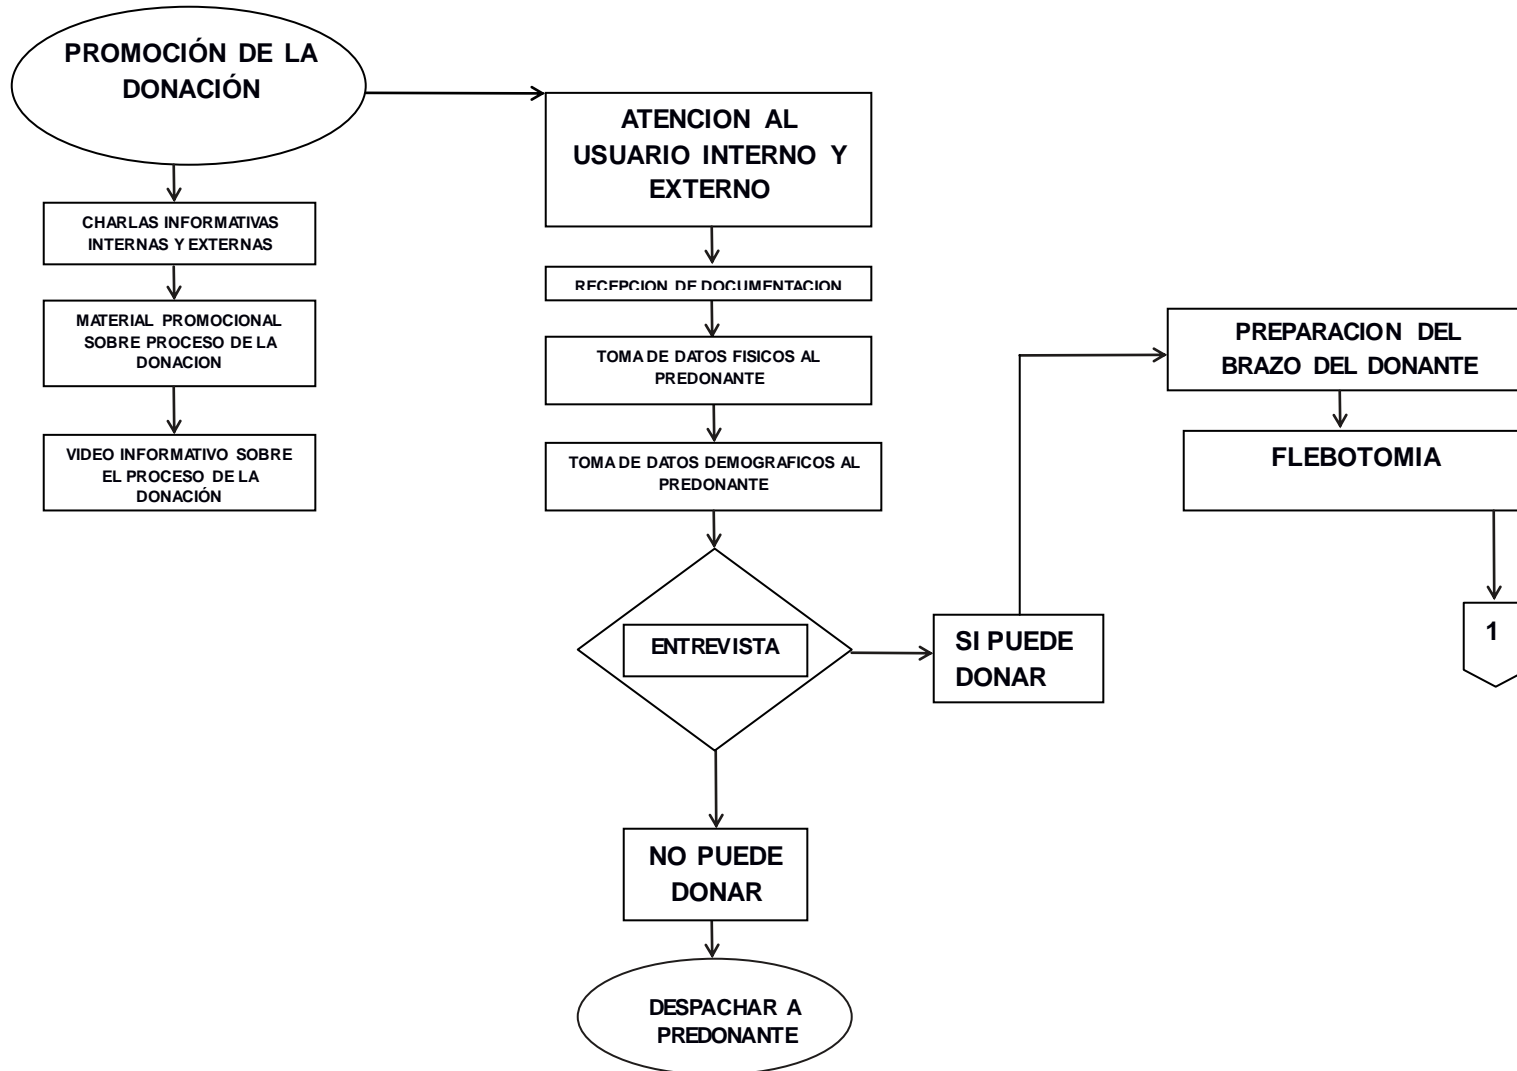 PROMOCIÓN DE LA
DONACIÓN
CHARLAS INFORMATIVAS
INTERNAS Y EXTERNAS
MATERIAL PROMOCIONAL
SOBRE PROCESO DE LA
DONACION
VIDEO INFORMATIVO SOBRE
EL PROCESO DE LA
DONACIÓN
ATENCION AL
USUARIO INTERNO Y
EXTERNO
RECEPCION DE DOCUMENTACION
TOMA DE DATOS FISICOS AL
PREDONANTE
TOMA DE DATOS DEMOGRAFICOS AL
PREDONANTE
ENTREVISTA
SI PUEDE
DONAR
NO PUEDE
DONAR
DESPACHAR A
PREDONANTE
PREPARACION DEL
BRAZO DEL DONANTE
FLEBOTOMIA
1